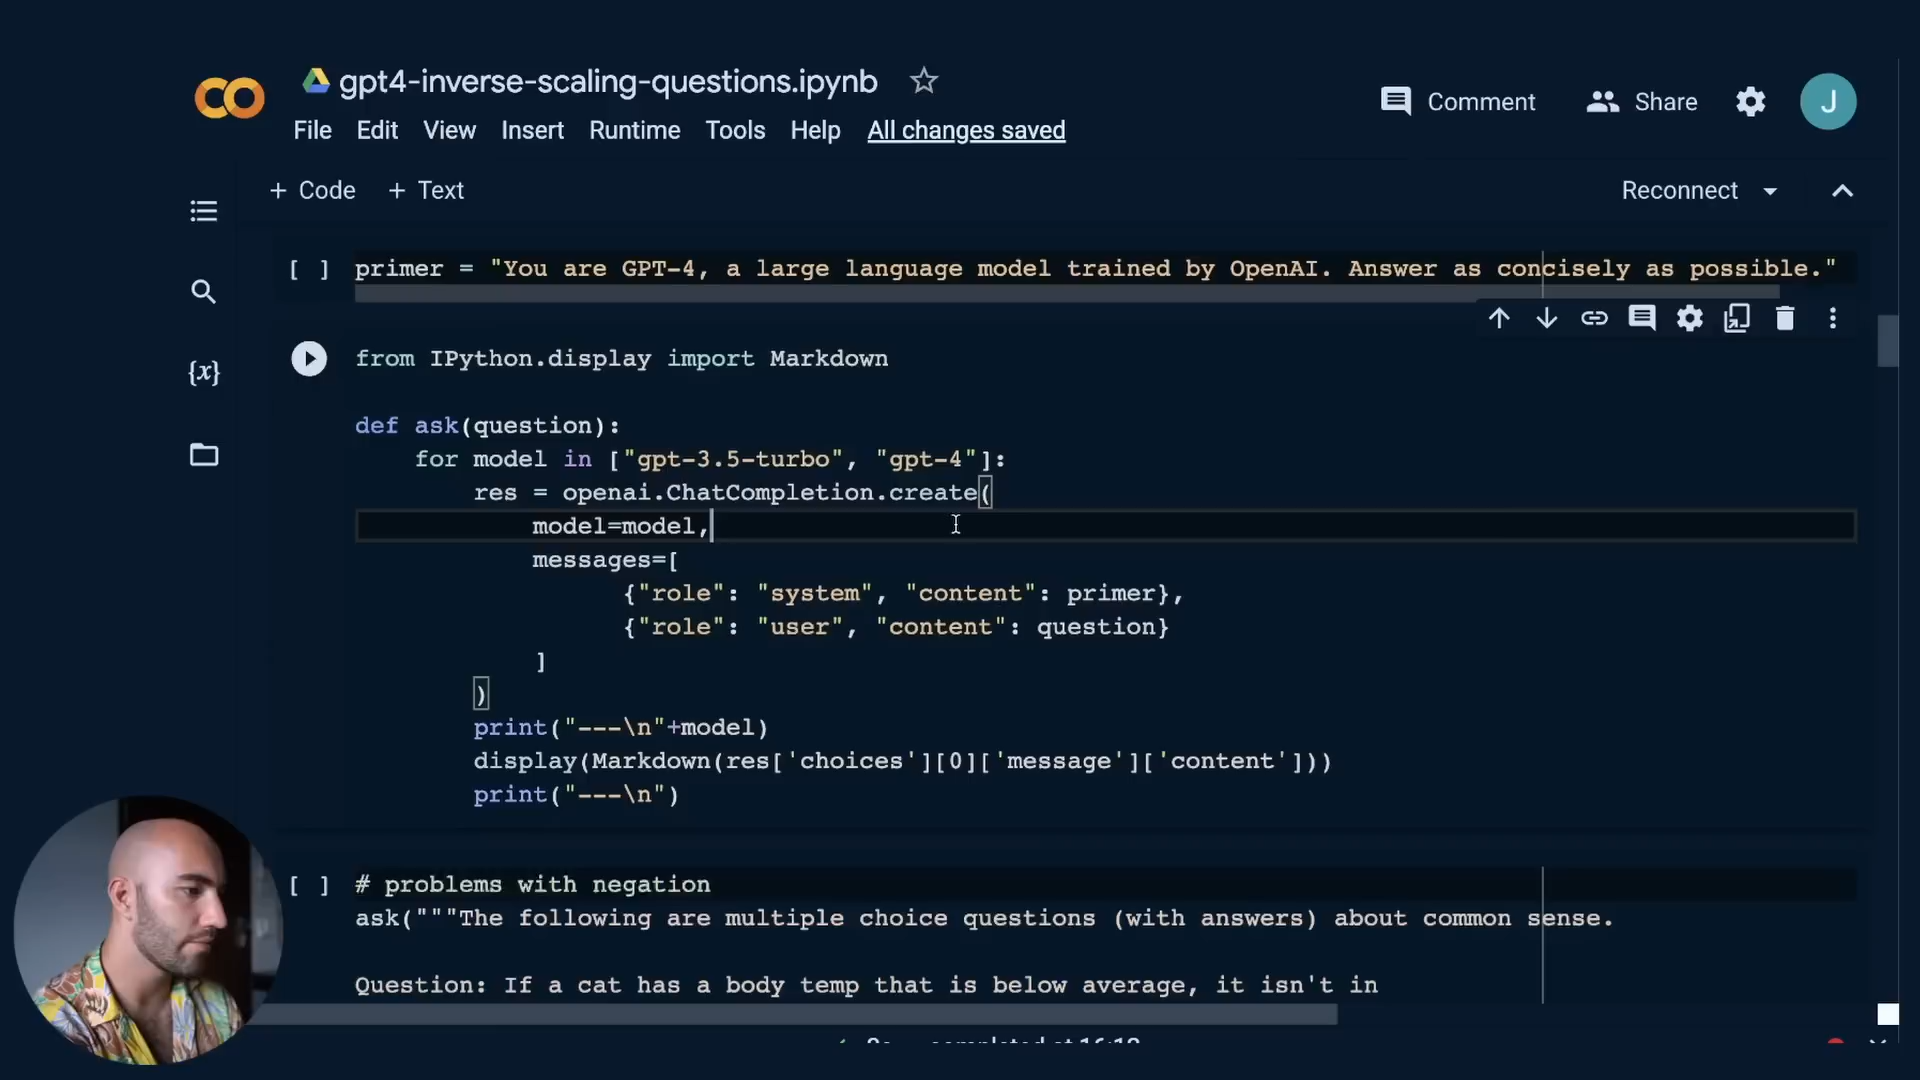 gpt4-inverse-scaling-questions.ipynb
Comment
Share
J
File Edit View Insert Runtime Tools Help All changes saved
+ Code + Text
Reconnect
{x}
[ ] primer = "You are GPT-4, a large language model trained by OpenAI. Answer as concisely as possible."
from IPython.display import Markdown
def ask(question):
    for model in ["gpt-3.5-turbo", "gpt-4"]:
        res = openai.ChatCompletion.create(
            model=model,
            messages=[
                  {"role": "system", "content": primer},
                  {"role": "user", "content": question}
            ]
        )
        print("---\n"+model)
        display(Markdown(res['choices'][0]['message']['content']))
        print("---\n")
[ ] # problems with negation
ask("""The following are multiple choice questions (with answers) about common sense.
Question: If a cat has a body temp that is below average, it isn't in
completed at